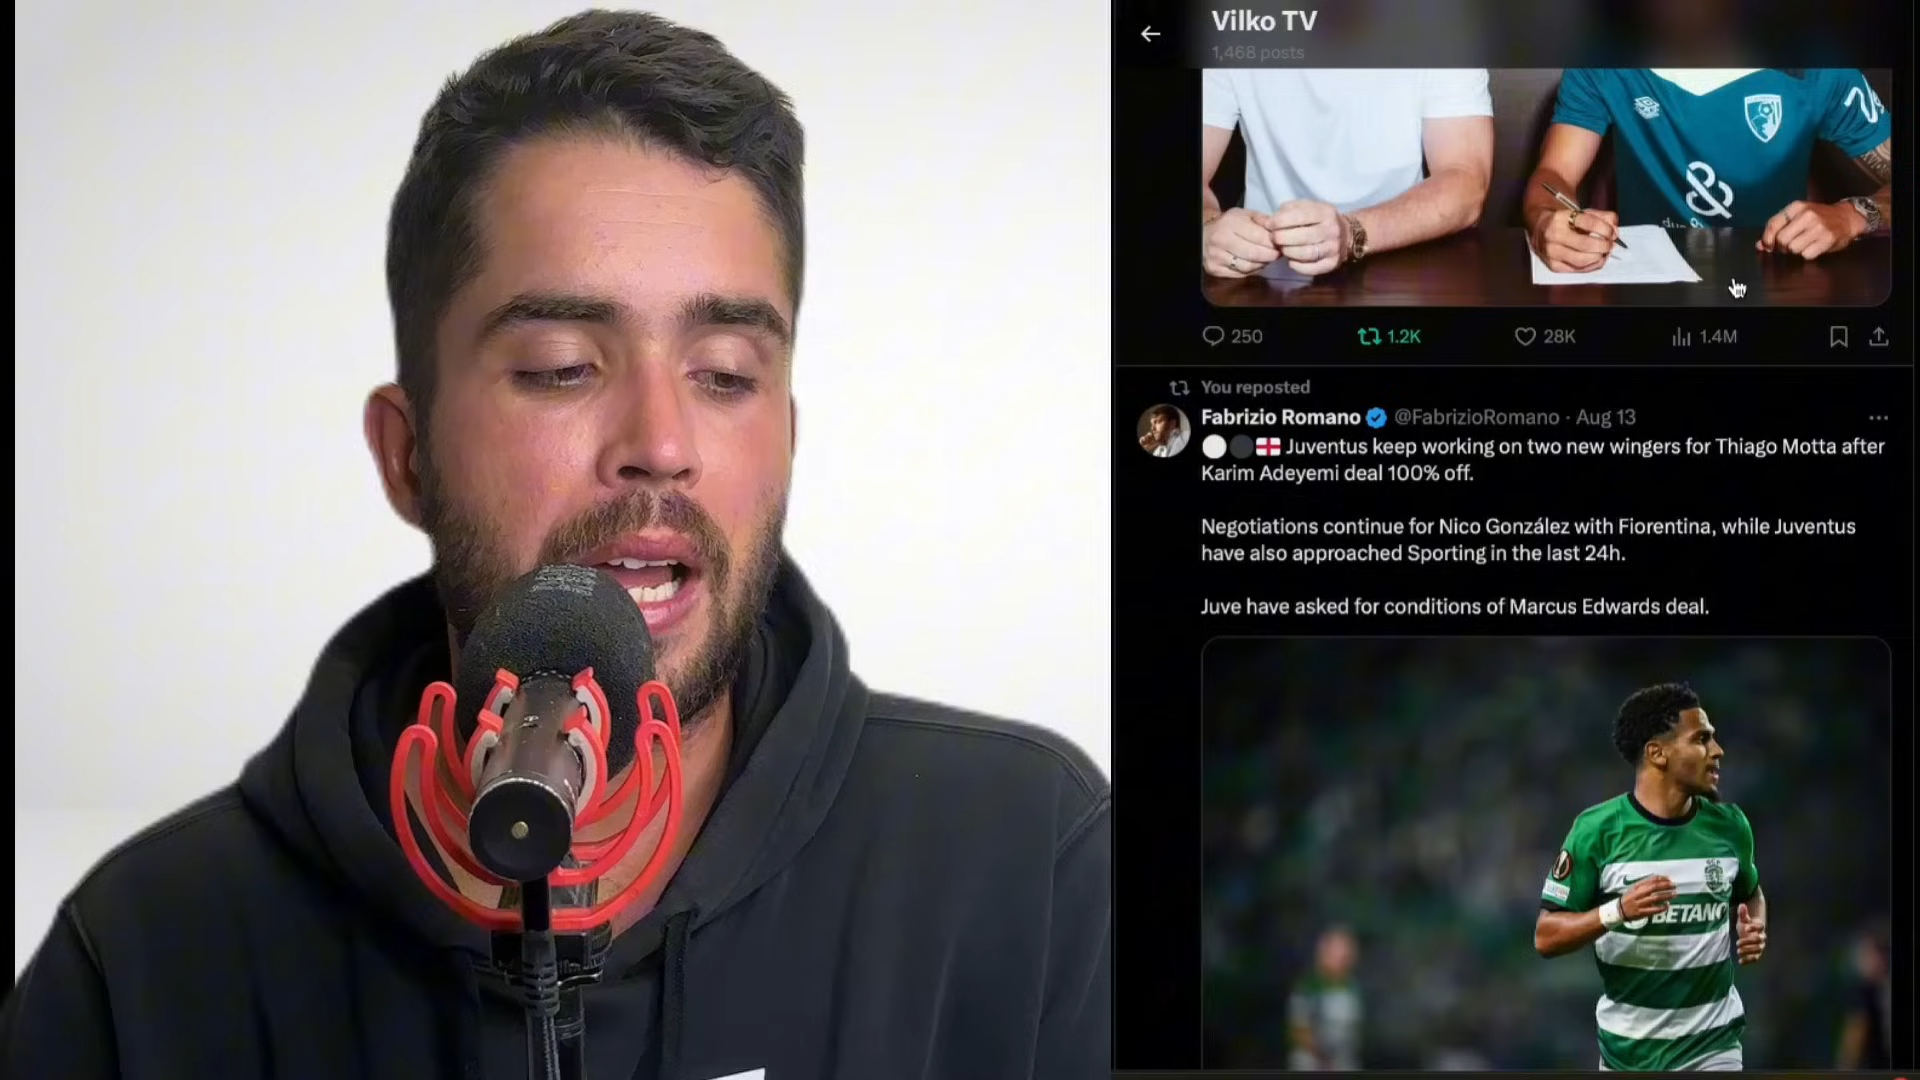 Vilko TV
1,468 posts
250
1.2K
28K
1.4M
You reposted
Fabrizio Romano @FabrizioRomano · Aug 13
Juventus keep working on two new wingers for Thiago Motta after
Karim Adeyemi deal 100% off.
Negotiations continue for Nico González with Fiorentina, while Juventus
have also approached Sporting in the last 24h.
Juve have asked for conditions of Marcus Edwards deal.
BETANO